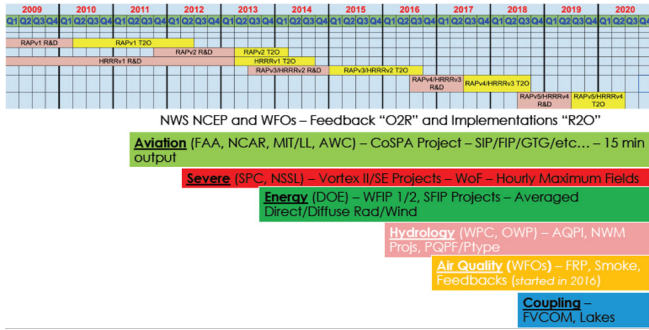 2009 2010 2011 2012 2013 2014 2015 2016 2017 2018 2019 2020
Q1 Q2 Q3 Q4 Q1 Q2 Q3 Q4 Q1 Q2 Q3 Q4 Q1 Q2 Q3 Q4 Q1 Q2 Q3 Q4 Q1 Q2 Q3 Q4 Q1 Q2 Q3 Q4 Q1 Q2 Q3 Q4 Q1 Q2 Q3 Q4 Q1 Q2 Q3 Q4 Q1 Q2 Q3 Q4 Q1 Q2 Q3 Q4
RAPv1 R&D RAPv1 T2O
RAPv2 R&D RAPv2 T2O
HRRRv1 R&D HRRRv1 T2O
RAPv3/HRRRv2 R&D RAPv3/HRRRv2 T2O
RAPv4/HRRRv3 R&D RAPv4/HRRRv3 T2O
RAPv5/HRRRv4 R&D RAPv5/HRRRv4 T2O
NWS NCEP and WFOs – Feedback “O2R” and Implementations “R2O”
Aviation (FAA, NCAR, MIT/LL, AWC) – CoSPA Project – SIP/FIP/GTG/etc… – 15 min
output
Severe (SPC, NSSL) – Vortex II/SE Projects – WoF – Hourly Maximum Fields
Energy (DOE) – WFIP 1/2, SFIP Projects – Averaged
Direct/Diffuse Rad/Wind
Hydrology (WPC, OWP) – AQPI, NWM
Projs, PQPF/Ptype
Air Quality (WFOs) – FRP, Smoke,
Feedbacks (started in 2016)
Coupling –
FVCOM, Lakes